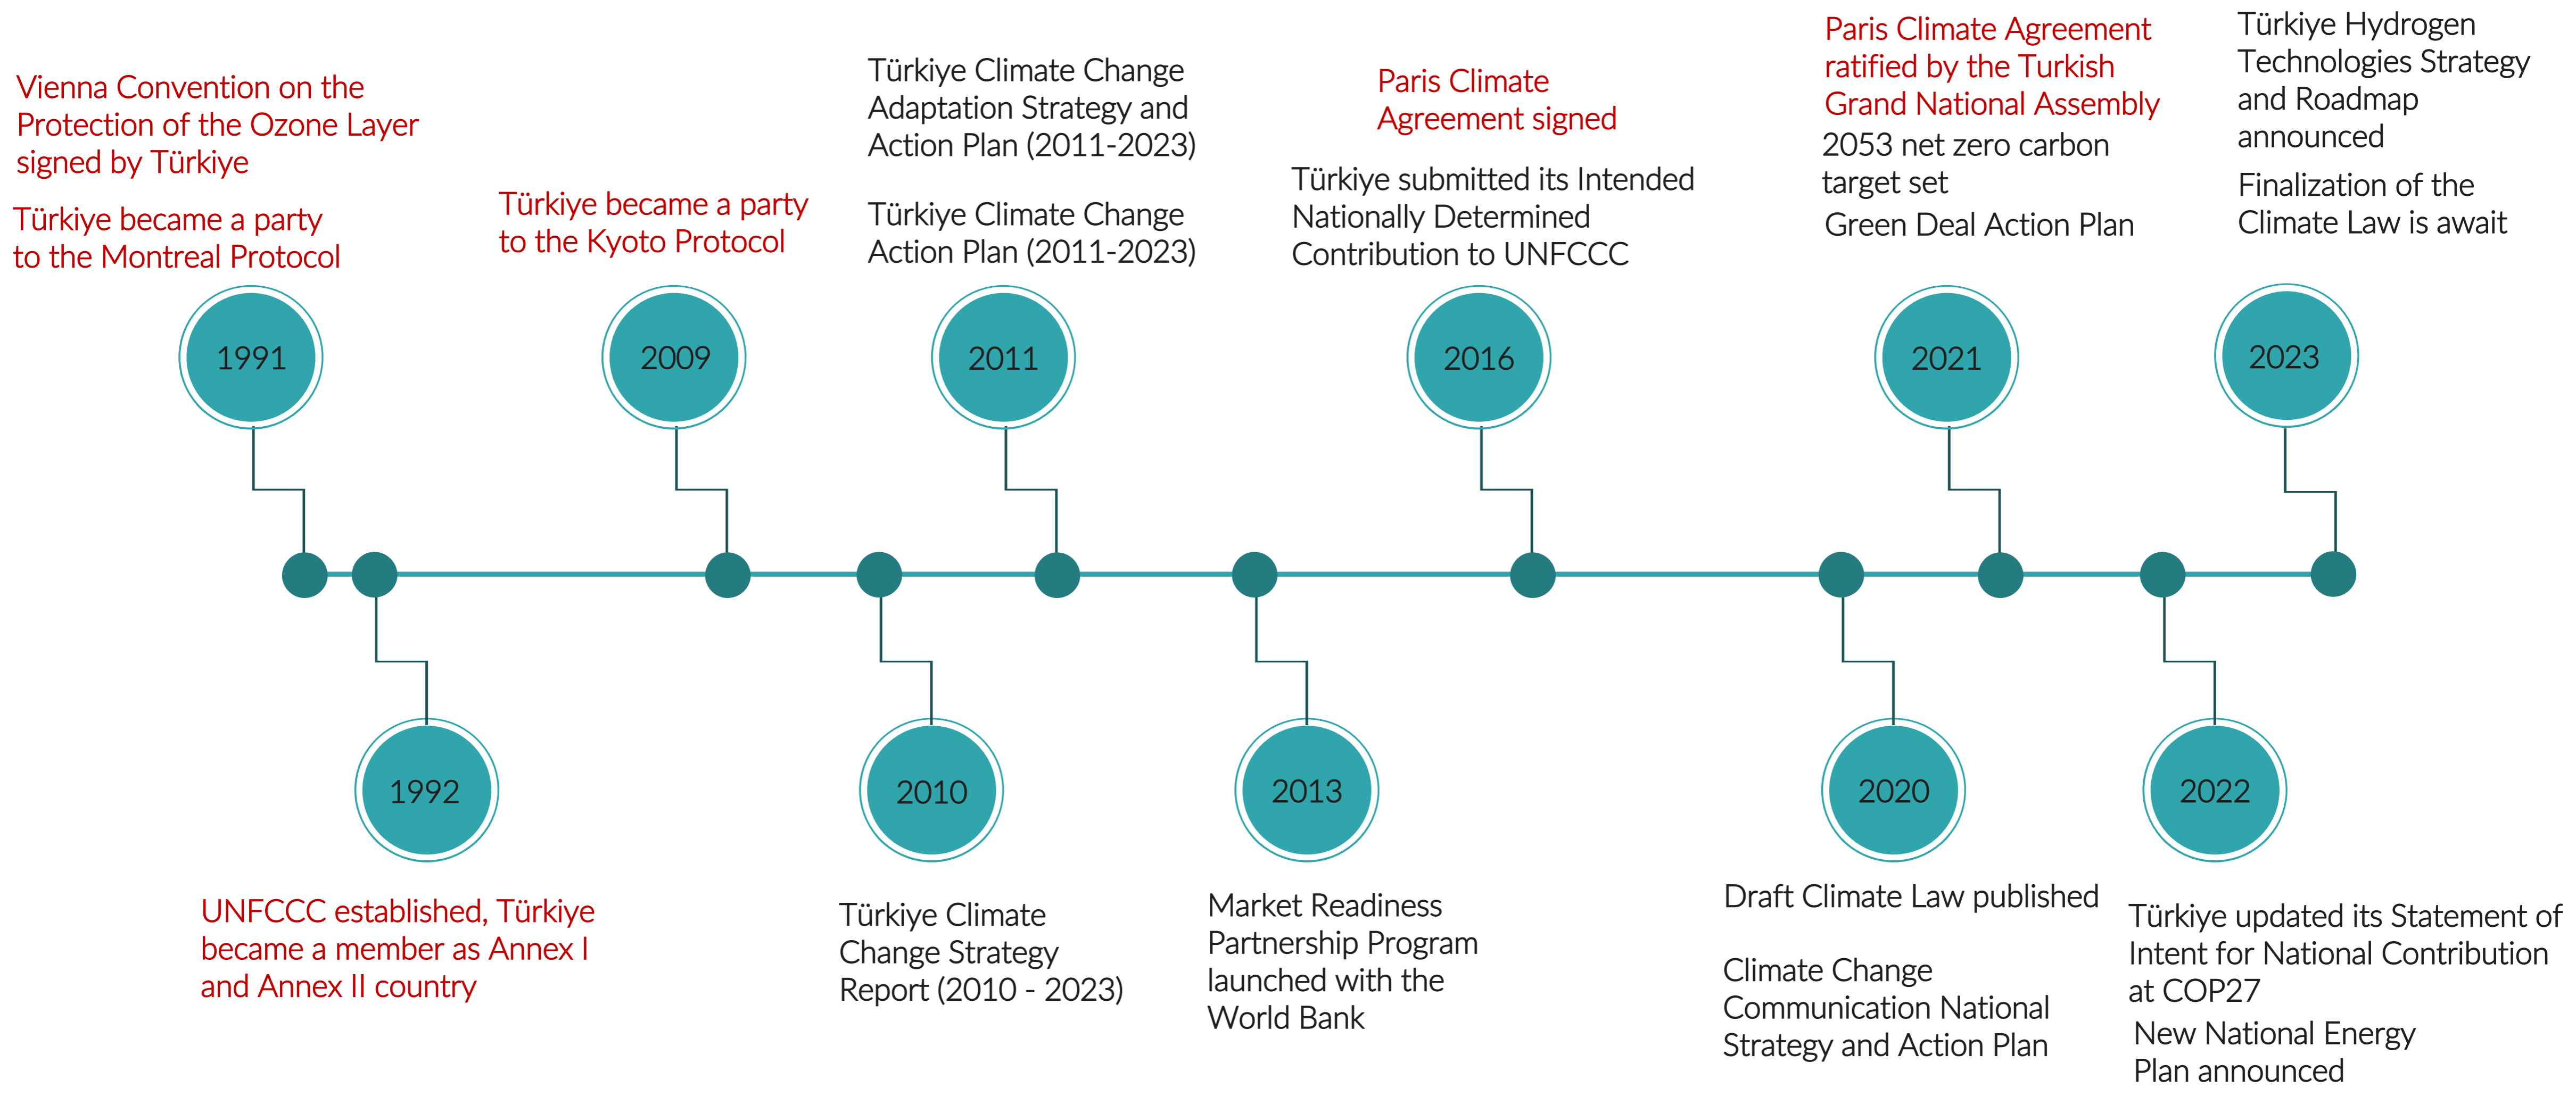 Vienna Convention on the
Protection of the Ozone Layer
signed by Türkiye
Türkiye became a party
to the Montreal Protocol
1991
UNFCCC established, Türkiye
became a member as Annex I
and Annex II country
1992
Türkiye became a party
to the Kyoto Protocol
2009
Türkiye Climate
Change Strategy
Report (2010 - 2023)
2010
Türkiye Climate Change
Adaptation Strategy and
Action Plan (2011-2023)
Türkiye Climate Change
Action Plan (2011-2023)
2011
2013
Market Readiness
Partnership Program
launched with the
World Bank
Paris Climate
Agreement signed
Türkiye submitted its Intended
Nationally Determined
Contribution to UNFCCC
2016
2020
Draft Climate Law published
Climate Change
Communication National
Strategy and Action Plan
Paris Climate Agreement
ratified by the Turkish
Grand National Assembly
2053 net zero carbon
target set
Green Deal Action Plan
2021
2022
Türkiye updated its Statement of
Intent for National Contribution
at COP27
New National Energy
Plan announced
Türkiye Hydrogen
Technologies Strategy
and Roadmap
announced
Finalization of the
Climate Law is await
2023